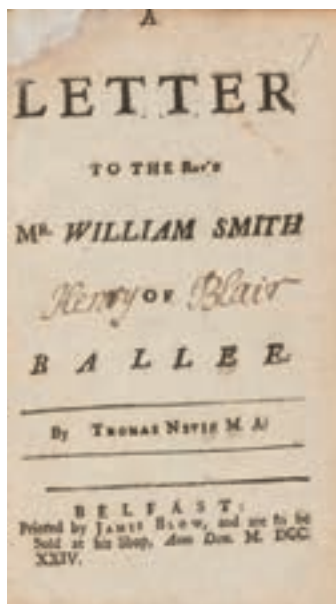 A
LETTER
TO THE Rev'd
MR. WILLIAM SMITH
Henry OF Blair
BALLEE
By THOMAS NEVIN M. A.
BELFAST:
Printed by JAMES BLOW, and are to be
Sold at his Shop, Ann Dom. M. DCC.
XXIV.